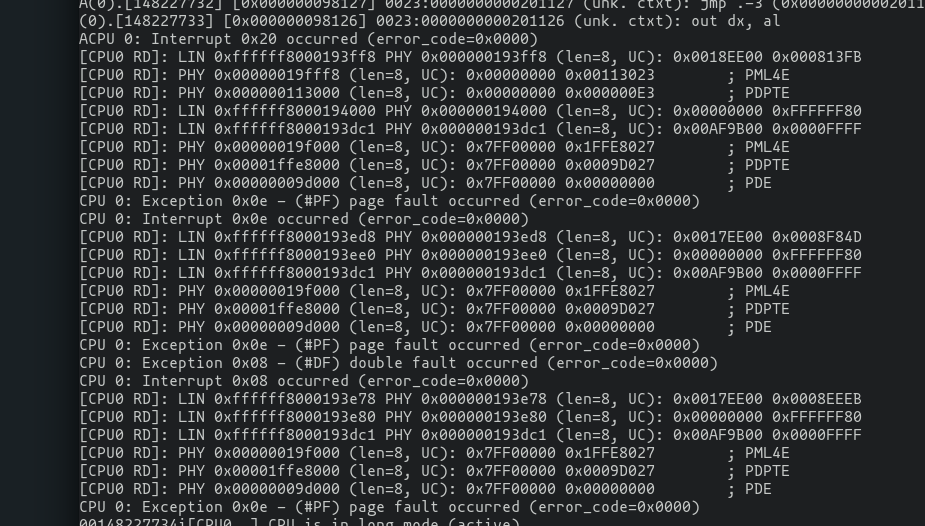 A(0).[148227732] [0x000000098127] 0023:0000000000201127 (unk. ctxt): jmp .-3 (0x00000000002011
(0).[148227733] [0x000000098126] 0023:0000000000201126 (unk. ctxt): out dx, al
ACPU 0: Interrupt 0x20 occurred (error_code=0x0000)
[CPU0 RD]: LIN 0xffffff8000193ff8 PHY 0x000000193ff8 (len=8, UC): 0x0018EE00 0x000813FB
[CPU0 RD]: PHY 0x00000019fff8 (len=8, UC): 0x00000000 0x00113023 ; PML4E
[CPU0 RD]: PHY 0x000000113000 (len=8, UC): 0x00000000 0x000000E3 ; PDPTE
[CPU0 RD]: LIN 0xffffff8000194000 PHY 0x000000194000 (len=8, UC): 0x00000000 0xFFFFFF80
[CPU0 RD]: LIN 0xffffff8000193dc1 PHY 0x000000193dc1 (len=8, UC): 0x00AF9B00 0x0000FFFF
[CPU0 RD]: PHY 0x00000019f000 (len=8, UC): 0x7FF00000 0x1FFE8027 ; PML4E
[CPU0 RD]: PHY 0x00001ffe8000 (len=8, UC): 0x7FF00000 0x0009D027 ; PDPTE
[CPU0 RD]: PHY 0x00000009d000 (len=8, UC): 0x7FF00000 0x00000000 ; PDE
CPU 0: Exception 0x0e - (#PF) page fault occurred (error_code=0x0000)
CPU 0: Interrupt 0x0e occurred (error_code=0x0000)
[CPU0 RD]: LIN 0xffffff8000193ed8 PHY 0x000000193ed8 (len=8, UC): 0x0017EE00 0x0008F84D
[CPU0 RD]: LIN 0xffffff8000193ee0 PHY 0x000000193ee0 (len=8, UC): 0x00000000 0xFFFFFF80
[CPU0 RD]: LIN 0xffffff8000193dc1 PHY 0x000000193dc1 (len=8, UC): 0x00AF9B00 0x0000FFFF
[CPU0 RD]: PHY 0x00000019f000 (len=8, UC): 0x7FF00000 0x1FFE8027 ; PML4E
[CPU0 RD]: PHY 0x00001ffe8000 (len=8, UC): 0x7FF00000 0x0009D027 ; PDPTE
[CPU0 RD]: PHY 0x00000009d000 (len=8, UC): 0x7FF00000 0x00000000 ; PDE
CPU 0: Exception 0x0e - (#PF) page fault occurred (error_code=0x0000)
CPU 0: Exception 0x08 - (#DF) double fault occurred (error_code=0x0000)
CPU 0: Interrupt 0x08 occurred (error_code=0x0000)
[CPU0 RD]: LIN 0xffffff8000193e78 PHY 0x000000193e78 (len=8, UC): 0x0017EE00 0x0008EEEB
[CPU0 RD]: LIN 0xffffff8000193e80 PHY 0x000000193e80 (len=8, UC): 0x00000000 0xFFFFFF80
[CPU0 RD]: LIN 0xffffff8000193dc1 PHY 0x000000193dc1 (len=8, UC): 0x00AF9B00 0x0000FFFF
[CPU0 RD]: PHY 0x00000019f000 (len=8, UC): 0x7FF00000 0x1FFE8027 ; PML4E
[CPU0 RD]: PHY 0x00001ffe8000 (len=8, UC): 0x7FF00000 0x0009D027 ; PDPTE
[CPU0 RD]: PHY 0x00000009d000 (len=8, UC): 0x7FF00000 0x00000000 ; PDE
CPU 0: Exception 0x0e - (#PF) page fault occurred (error_code=0x0000)
00148227734i[CPU0 ] CPU is in long mode (active)